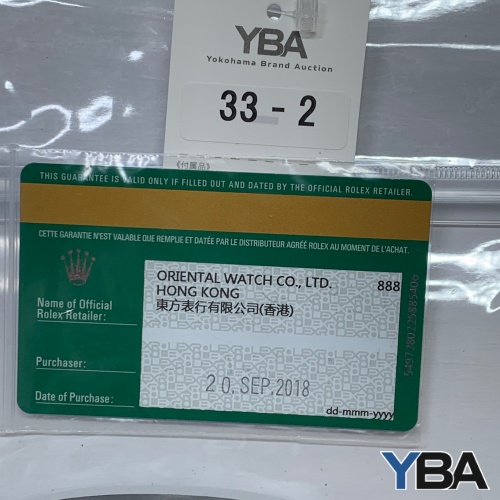 YBA
Yokohama Brand Auction
33 - 2
《付属品》
THIS GUARANTEE IS VALID ONLY IF FILLED OUT AND DATED BY THE OFFICIAL ROLEX RETAILER.
CETTE GARANTIE N'EST VALABLE QUE REMPLIE ET DATÉE PAR LE DISTRIBUTEUR AGRÉÉ ROLEX AU MOMENT DE L'ACHAT.
ORIENTAL WATCH CO., LTD. 888
HONG KONG
東方表行有限公司(香港)
Name of Official
Rolex Retailer:
Purchaser:
20. SEP. 2018
Date of Purchase:
dd-mmm-yyyy
YBA